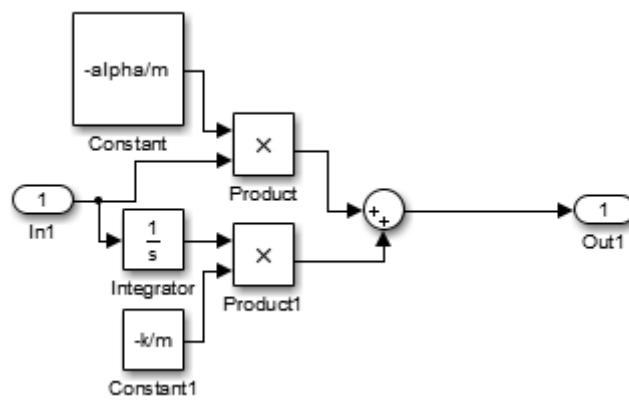 -alpha/m
Constant
×
Product
1
In1
1
s
Integrator
×
Product1
-k/m
Constant1
+
+
1
Out1